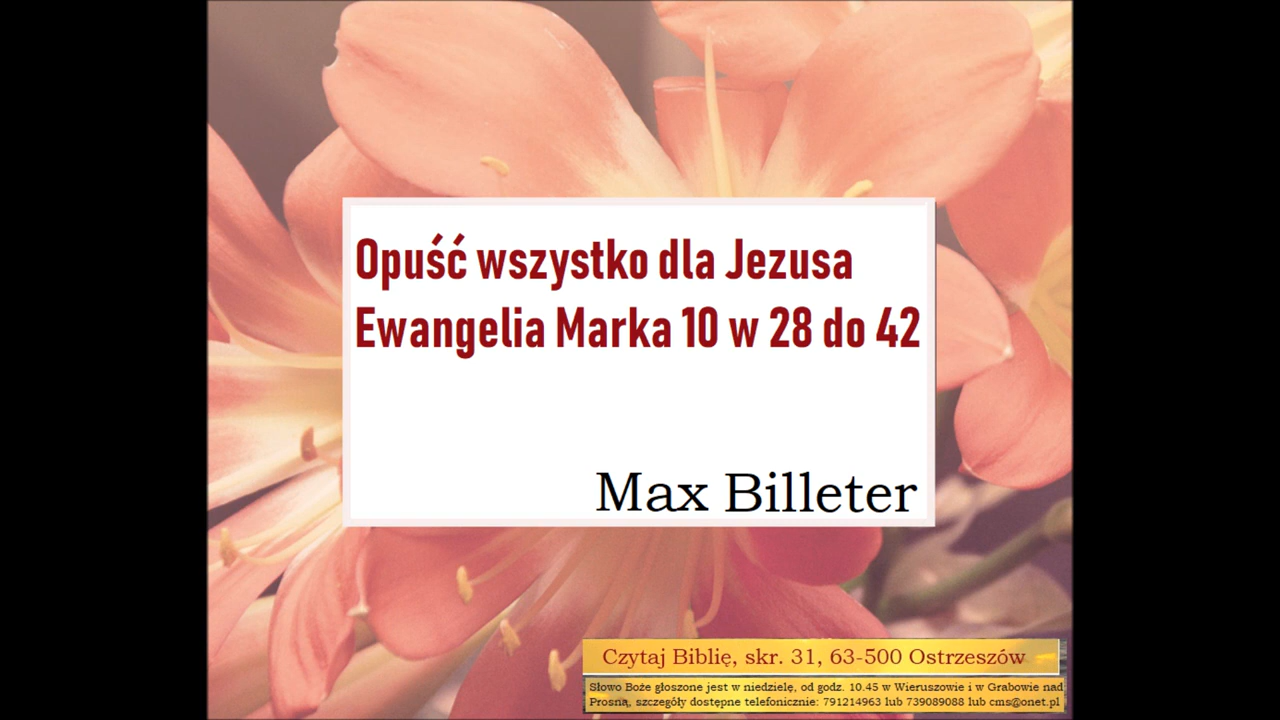 Opuść wszystko dla Jezusa
Ewangelia Marka 10 w 28 do 42
Max Billeter
Czytaj Biblię, skr. 31, 63-500 Ostrzeszów
Słowo Boże głoszone jest w niedzielę, od godz. 10.45 w Wieruszowie i w Grabowie nad
Prosną, szczegóły dostępne telefonicznie: 791214963 lub 739089088 lub cms@onet.pl